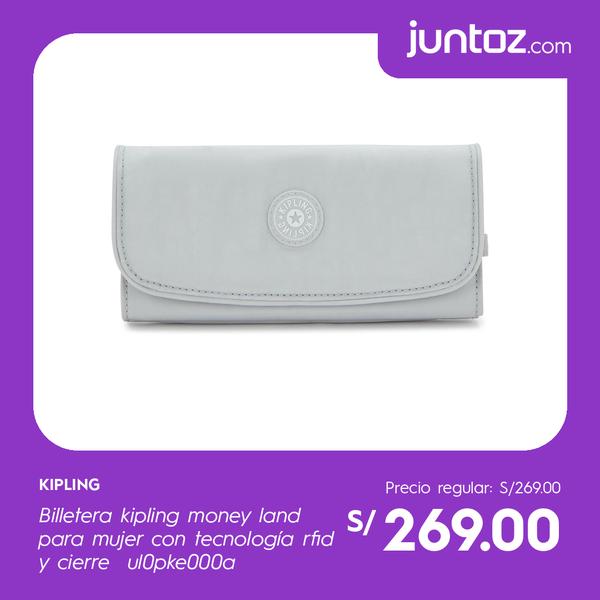 juntoz.com
KIPLING
KIPLING
KIPLING
Precio regular: S/269.00
Billetera kipling money land
para mujer con tecnología rfid
y cierre ul0pke000a
S/ 269.00